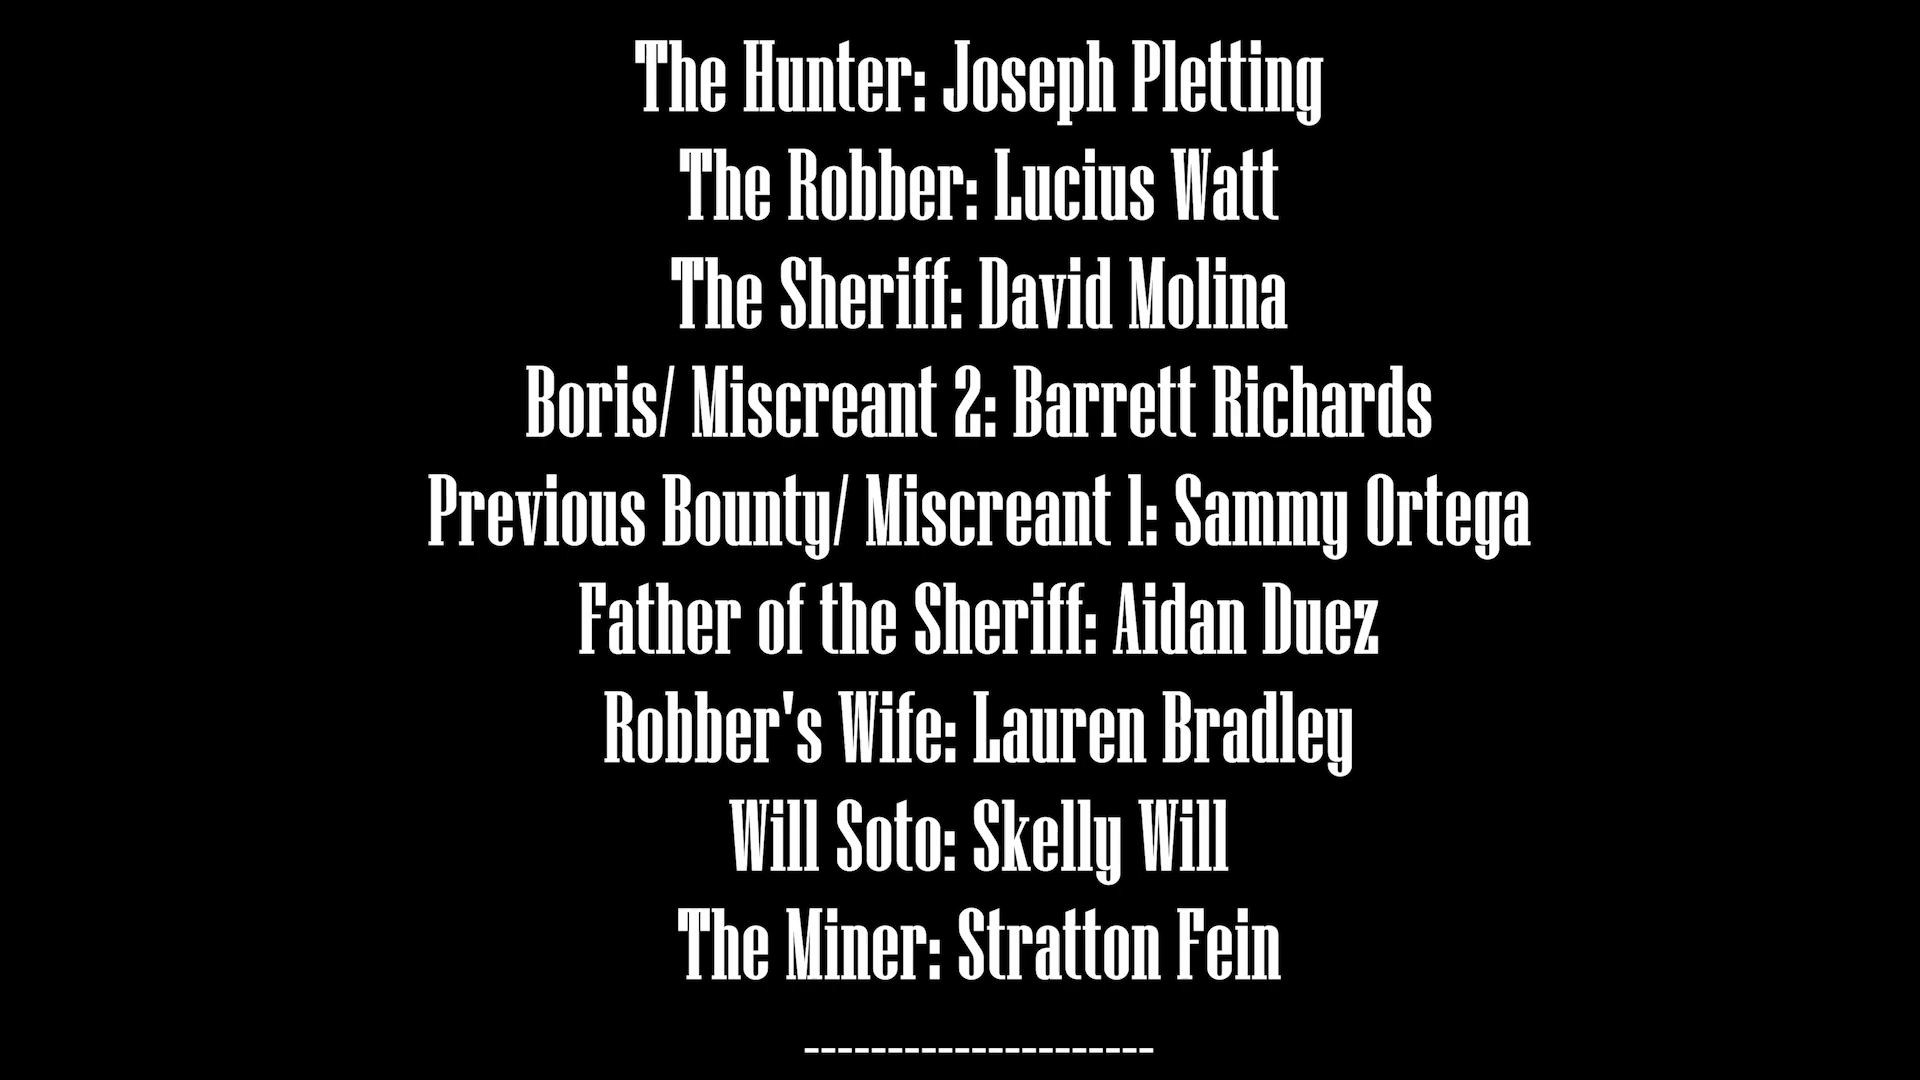 The Hunter: Joseph Pletting
The Robber: Lucius Watt
The Sheriff: David Molina
Boris/ Miscreant 2: Barrett Richards
Previous Bounty/ Miscreant 1: Sammy Ortega
Father of the Sheriff: Aidan Duez
Robber's Wife: Lauren Bradley
Will Soto: Skelly Will
The Miner: Stratton Fein
---------------------